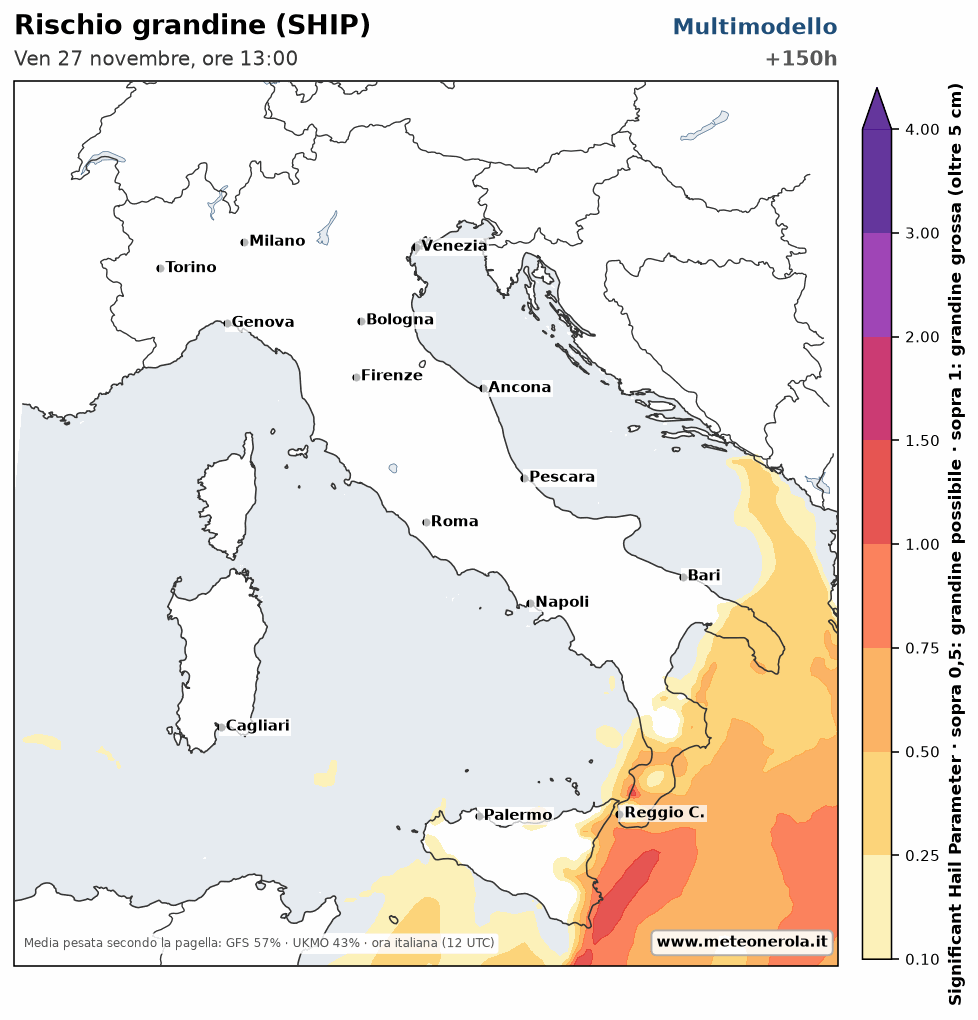 Rischio grandine (SHIP)
Multimodello
Ven 27 novembre, ore 13:00
+150h
Milano
Venezia
Torino
Genova
Bologna
Firenze
Ancona
Pescara
Roma
Bari
Napoli
Cagliari
Palermo
Reggio C.
Media pesata secondo la pagella: GFS 57% · UKMO 43% · ora italiana (12 UTC)
www.meteonerola.it
4.00
3.00
2.00
1.50
1.00
0.75
0.50
0.25
0.10
Significant Hail Parameter · sopra 0,5: grandine possibile · sopra 1: grandine grossa (oltre 5 cm)